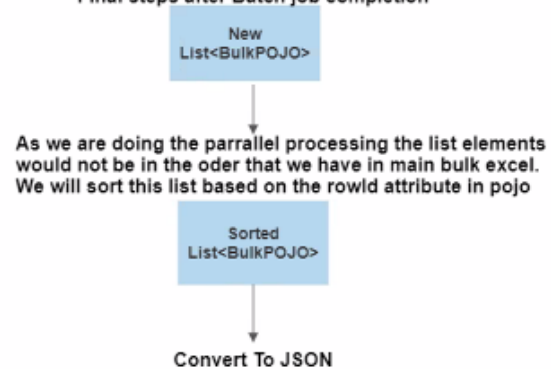 Final steps after Batch job completion
New
List<BulkPOJO>
As we are doing the parrallel processing the list elements
would not be in the oder that we have in main bulk excel.
We will sort this list based on the rowId attribute in pojo
Sorted
List<BulkPOJO>
Convert To JSON